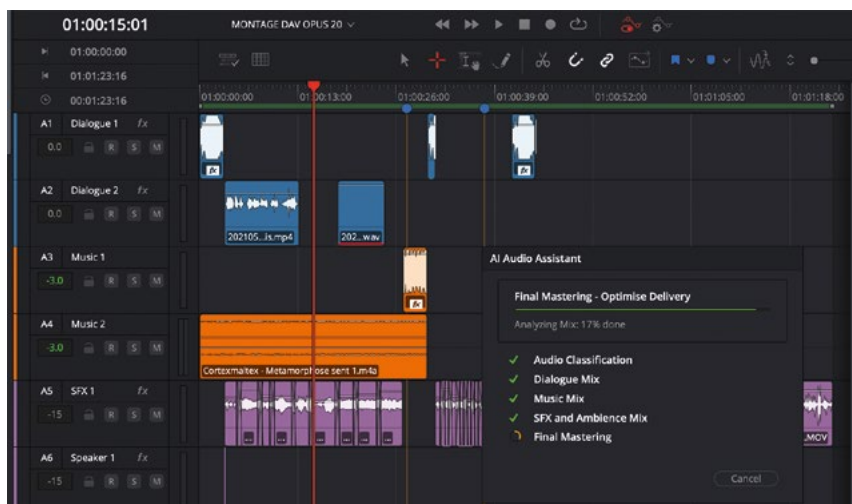 01:00:15:01
MONTAGE DAV OPUS 20
01:00:00:00
01:01:23:16
00:01:23:16
01:00:00:00 01:00:13:00 01:00:26:00 01:00:39:00 01:00:52:00 01:01:05:00 01:01:18:00
A1 Dialogue 1 fx
0.0 R S M
fx
fx
A2 Dialogue 2 fx
0.0 R S M
202105...is.mp4
202...wav
A3 Music 1
-3.0 R S M
fx
A4 Music 2
-3.0 R S M
Cortexmaltex - Metamorphose sent 1.m4a
A5 SFX 1 fx
-15 R S M
.MOV
A6 Speaker 1 fx
-15 R S M
AI Audio Assistant
Final Mastering - Optimise Delivery
Analyzing Mix: 17% done
Audio Classification
Dialogue Mix
Music Mix
SFX and Ambience Mix
Final Mastering
Cancel